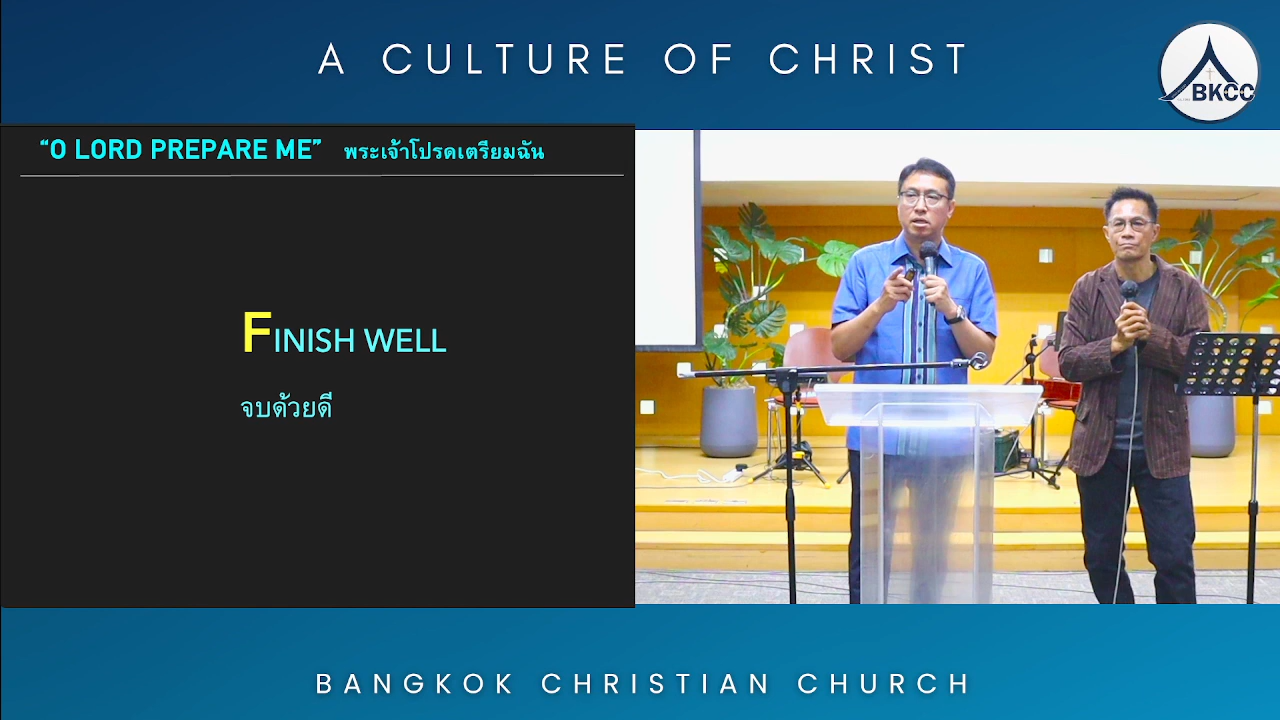 A CULTURE OF CHRIST
BKCC
“O LORD PREPARE ME” พระเจ้าโปรดเตรียมฉัน
FINISH WELL
จบด้วยดี
BANGKOK CHRISTIAN CHURCH